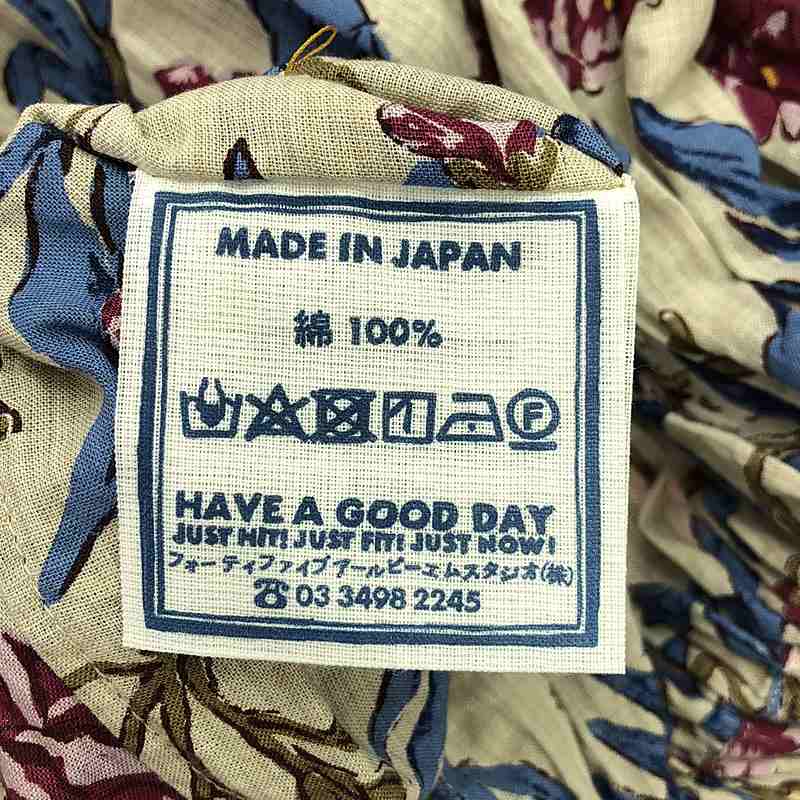 MADE IN JAPAN
綿 100%
F
HAVE A GOOD DAY
JUST HIT! JUST FIT! JUST NOW!
フォーティファイブアールピーエムスタジオ(株)
☎ 03 3498 2245